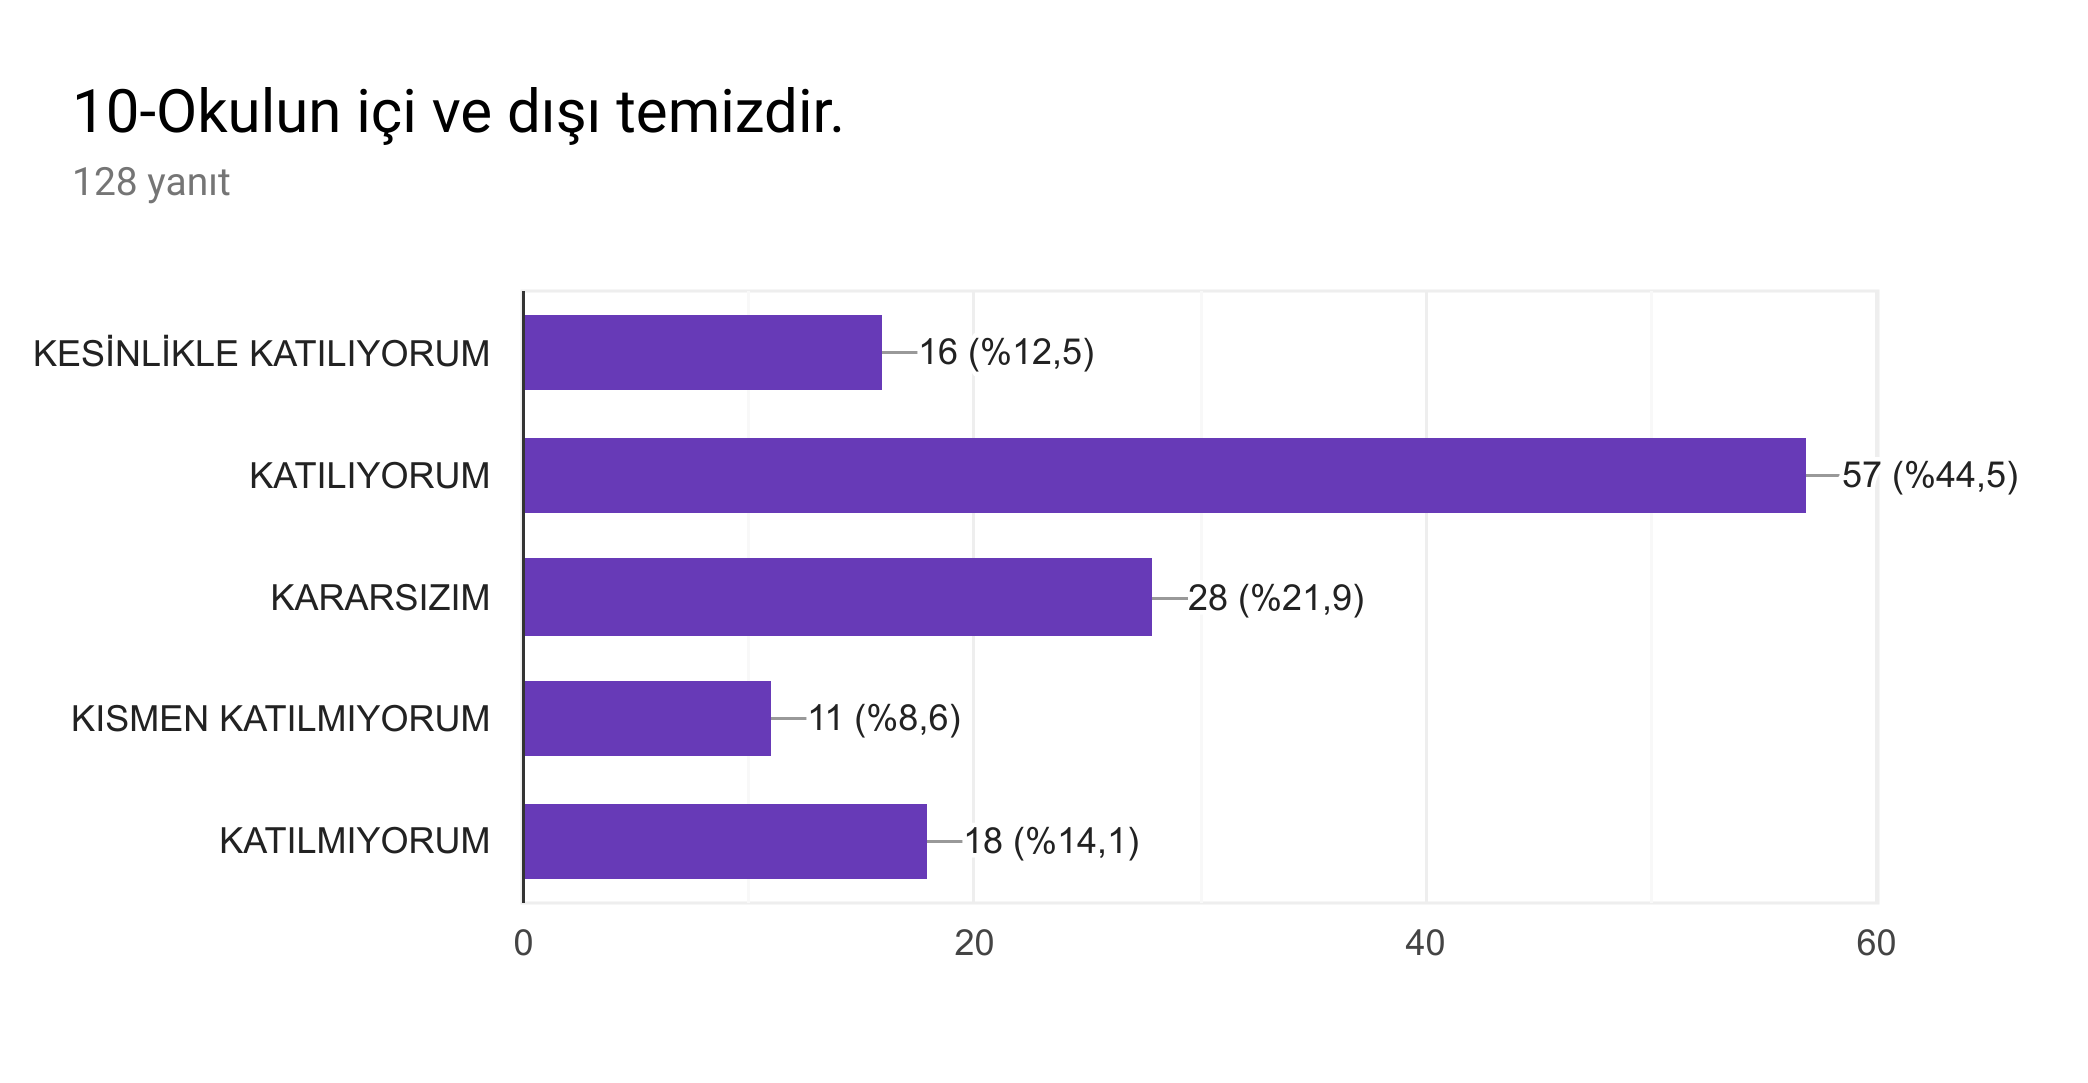 10-Okulun içi ve dışı temizdir.
128 yanıt
KESİNLİKLE KATILIYORUM 16 (%12,5)
KATILIYORUM 57 (%44,5)
KARARSIZIM 28 (%21,9)
KISMEN KATILMIYORUM 11 (%8,6)
KATILMIYORUM 18 (%14,1)
0 20 40 60